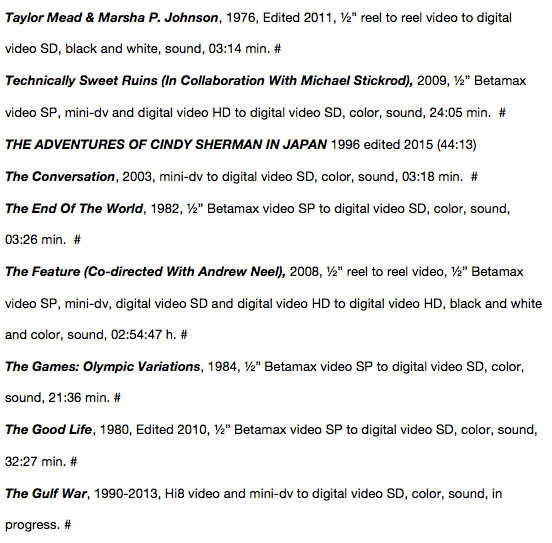 Taylor Mead & Marsha P. Johnson, 1976, Edited 2011, ½” reel to reel video to digital
video SD, black and white, sound, 03:14 min. #
Technically Sweet Ruins (In Collaboration With Michael Stickrod), 2009, ½” Betamax
video SP, mini-dv and digital video HD to digital video SD, color, sound, 24:05 min.  #
THE ADVENTURES OF CINDY SHERMAN IN JAPAN 1996 edited 2015 (44:13)
The Conversation, 2003, mini-dv to digital video SD, color, sound, 03:18 min.  #
The End Of The World, 1982, ½” Betamax video SP to digital video SD, color, sound,
03:26 min.  #
The Feature (Co-directed With Andrew Neel), 2008, ½” reel to reel video, ½” Betamax
video SP, mini-dv, digital video SD and digital video HD to digital video HD, black and white
and color, sound, 02:54:47 h. #
The Games: Olympic Variations, 1984, ½” Betamax video SP to digital video SD, color,
sound, 21:36 min. #
The Good Life, 1980, Edited 2010, ½” Betamax video SP to digital video SD, color, sound,
32:27 min. #
The Gulf War, 1990-2013, Hi8 video and mini-dv to digital video SD, color, sound, in
progress. #